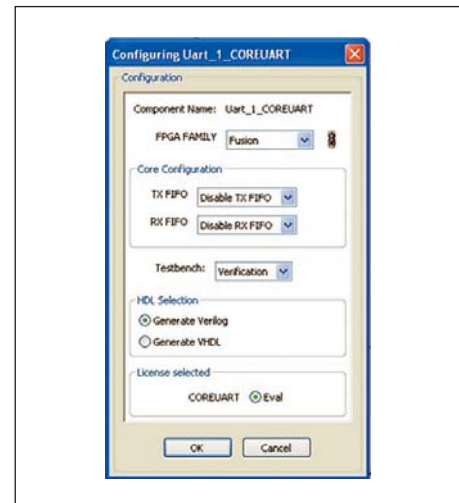 Configuring Uart_1_COREUART
Configuration
Component Name: Uart_1_COREUART
FPGA FAMILY Fusion
Core Configuration
TX FIFO Disable TX FIFO
RX FIFO Disable RX FIFO
Testbench: Verification
HDL Selection
Generate Verilog
Generate VHDL
License selected
COREUART Eval
OK Cancel